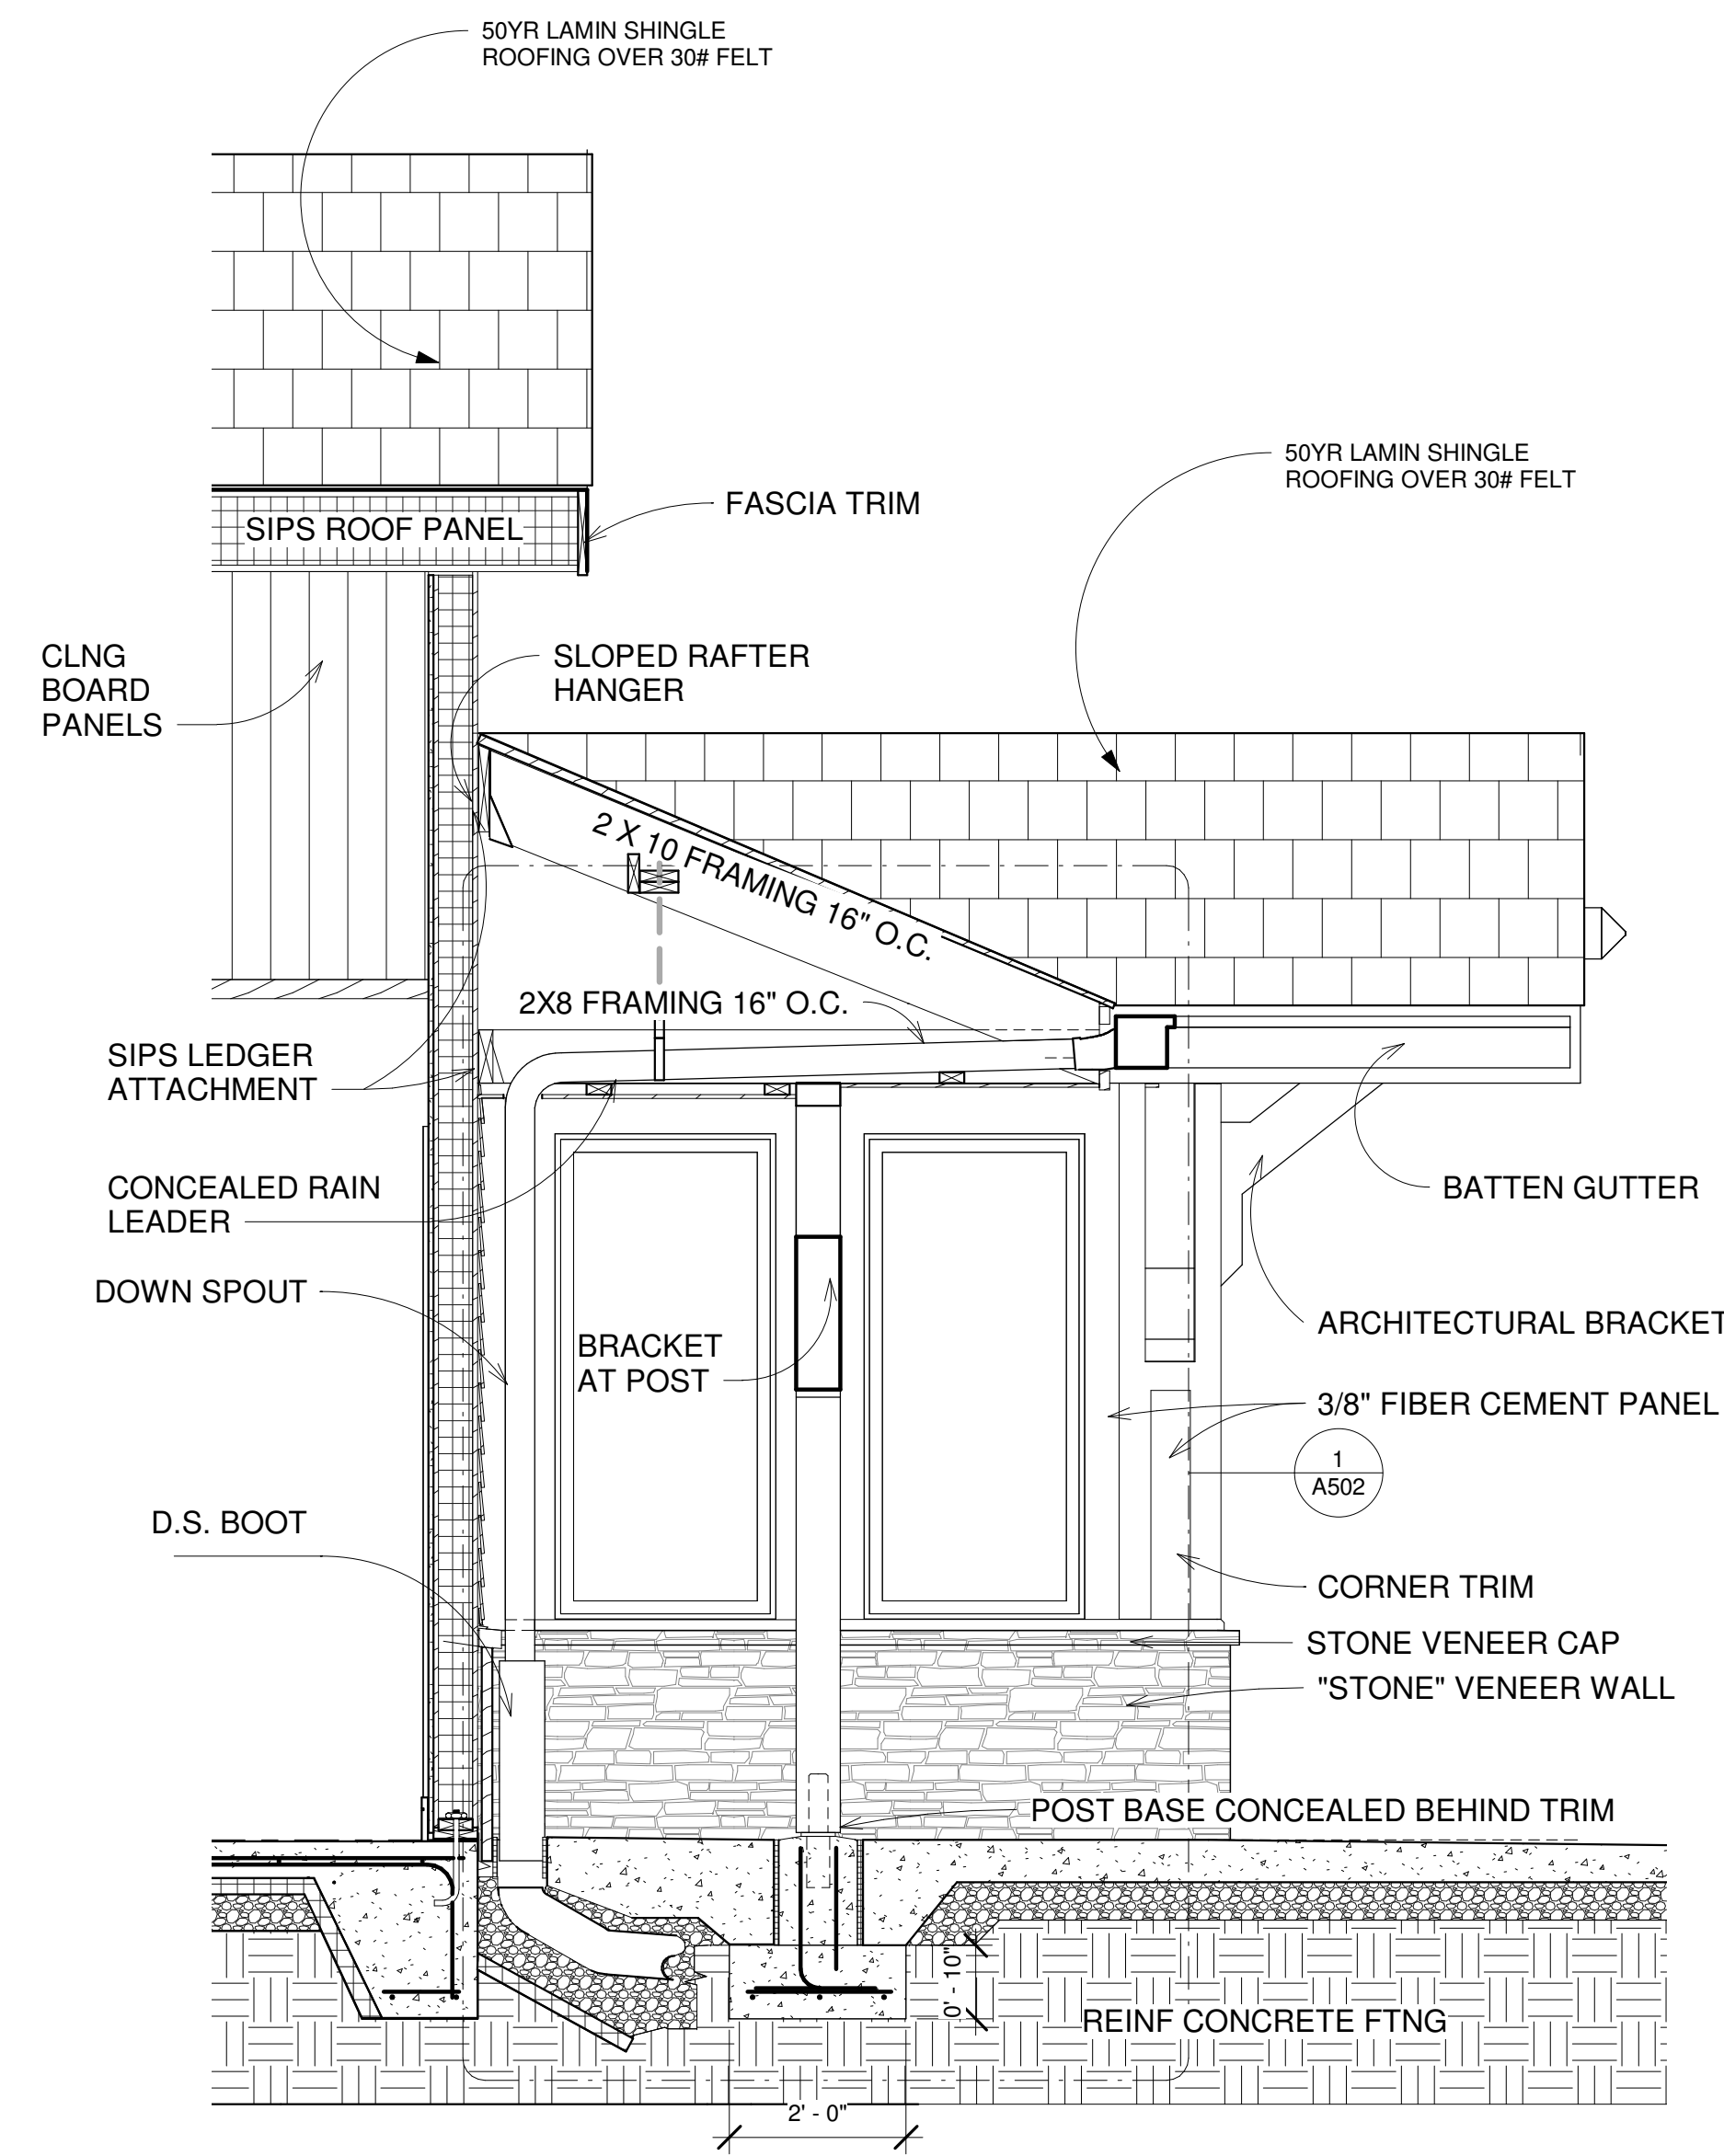 50YR LAMIN SHINGLE
ROOFING OVER 30# FELT
50YR LAMIN SHINGLE
ROOFING OVER 30# FELT
FASCIA TRIM
SIPS ROOF PANEL
CLNG
BOARD
PANELS
SLOPED RAFTER
HANGER
2 X 10 FRAMING 16" O.C.
2X8 FRAMING 16" O.C.
SIPS LEDGER
ATTACHMENT
CONCEALED RAIN
LEADER
BATTEN GUTTER
DOWN SPOUT
ARCHITECTURAL BRACKET
BRACKET
AT POST
3/8" FIBER CEMENT PANEL
1
A502
D.S. BOOT
CORNER TRIM
STONE VENEER CAP
"STONE" VENEER WALL
POST BASE CONCEALED BEHIND TRIM
0' - 10"
REINF CONCRETE FTNG
2' - 0"